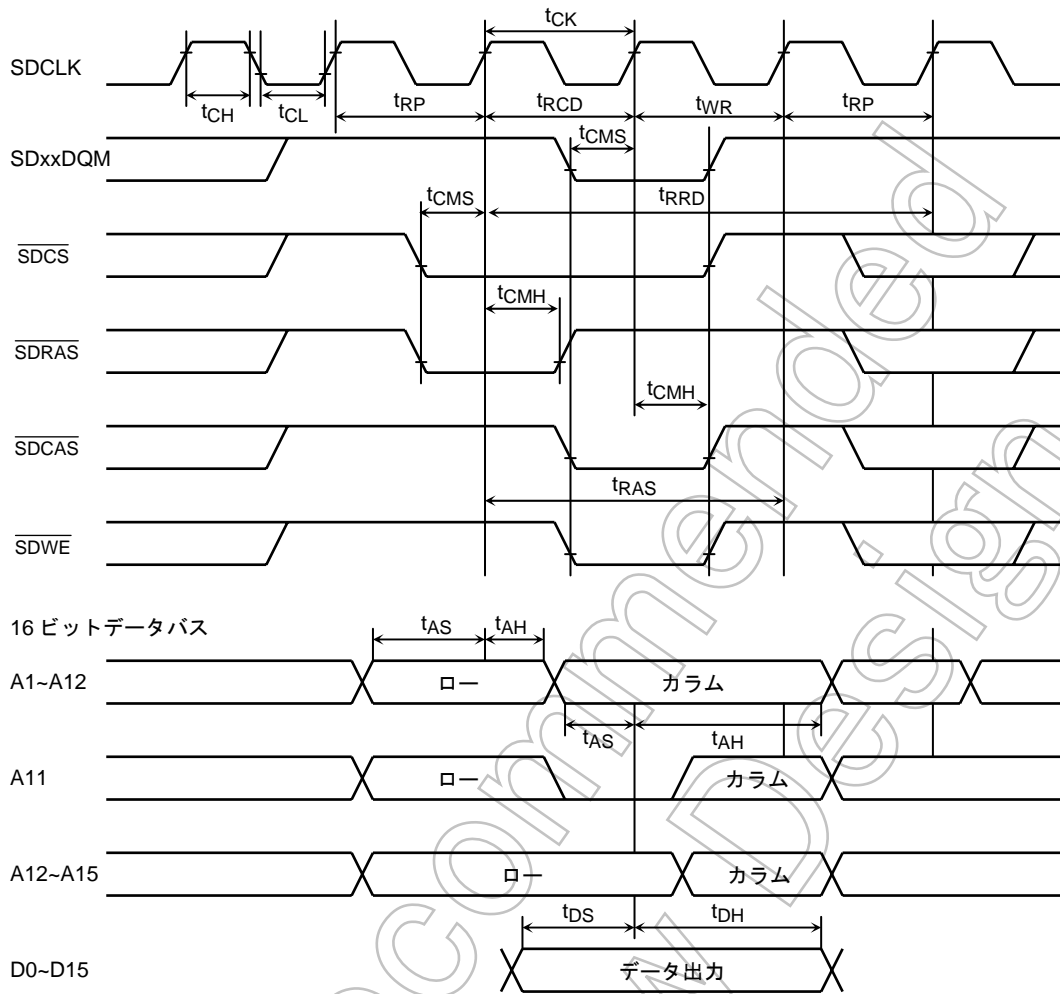 tCK
SDCLK
tCH tCL tRP tRCD tWR tRP
SDxxDQM
tCMS
tCMS tRRD
SDCS
tCMH
SDRAS
tCMH
SDCAS
tRAS
SDWE
16 ビットデータバス
tAS tAH
A1~A12 ロー カラム
tAS tAH
A11 ロー カラム
A12~A15 ロー カラム
tDS tDH
D0~D15 データ出力